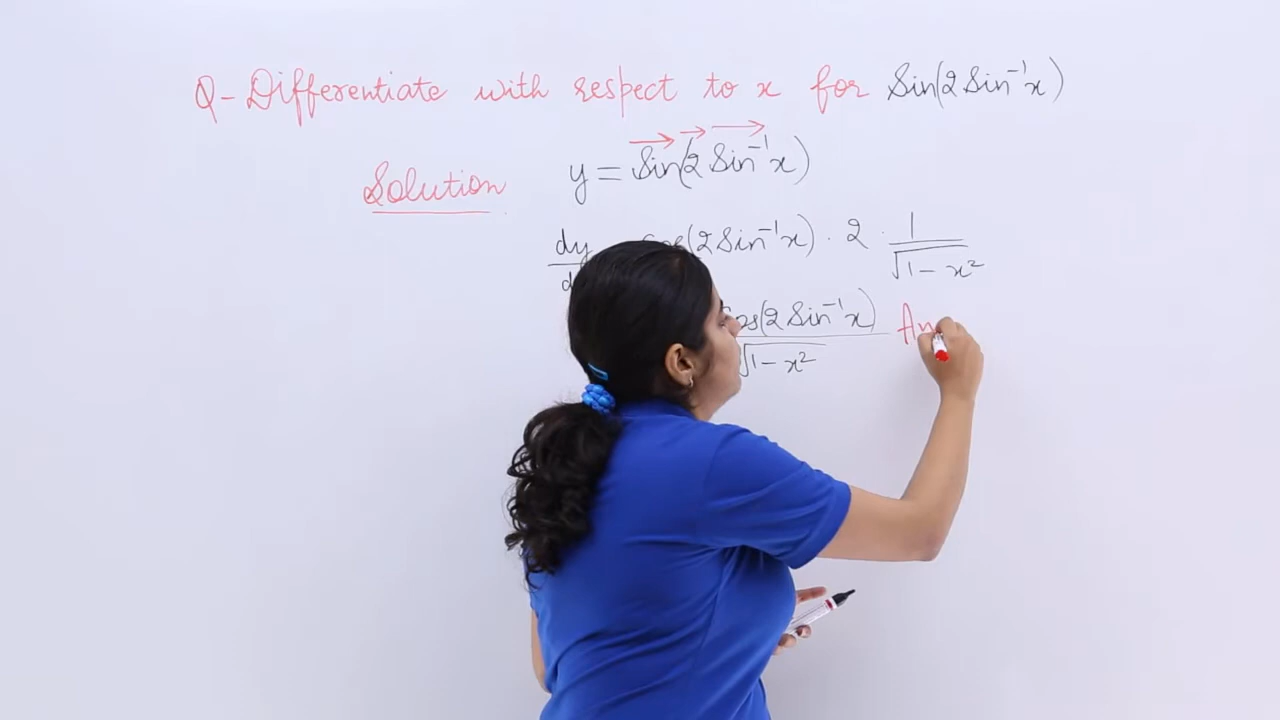 Q- Differentiate with respect to x for Sin(2 Sin⁻¹x)
Solution y = Sin(2 Sin⁻¹x)
dy (2 Sin⁻¹x) · 2 · 1/√1-x²
Cos(2 Sin⁻¹x)/√1-x² An